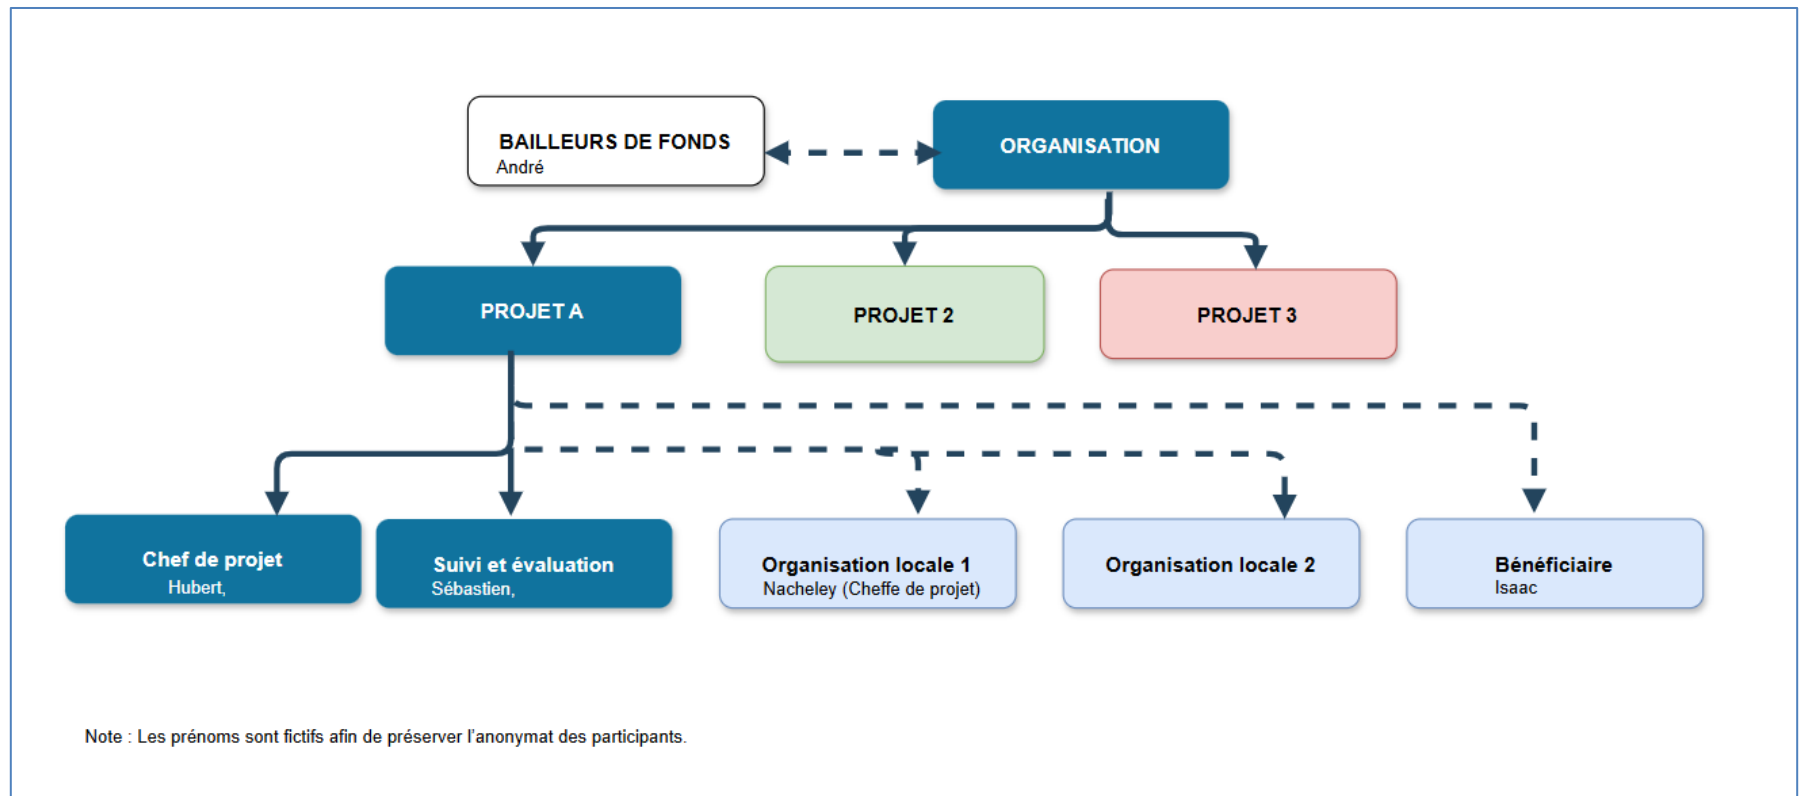 BAILLEURS DE FONDS
André
ORGANISATION
PROJET A
PROJET 2
PROJET 3
Chef de projet
Hubert,
Suivi et évaluation
Sébastien,
Organisation locale 1
Nacheley (Cheffe de projet)
Organisation locale 2
Bénéficiaire
Isaac
Note : Les prénoms sont fictifs afin de préserver l'anonymat des participants.